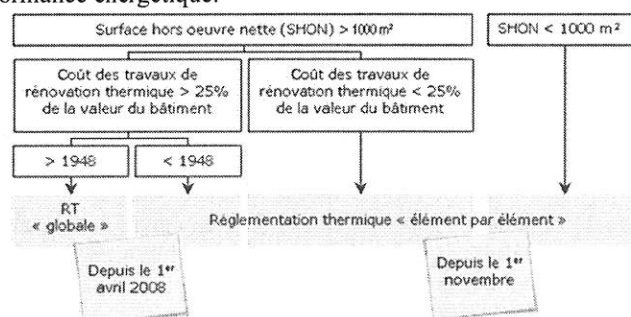 ormance énergétique.
Surface hors oeuvre nette (SHON) > 1000 m²
SHON < 1000 m²
Coût des travaux de
rénovation thermique > 25%
de la valeur du bâtiment
Coût des travaux de
rénovation thermique < 25%
de la valeur du bâtiment
> 1948
< 1948
RT
« globale »
Réglementation thermique « élément par élément »
Depuis le 1er
avril 2008
Depuis le 1er
novembre